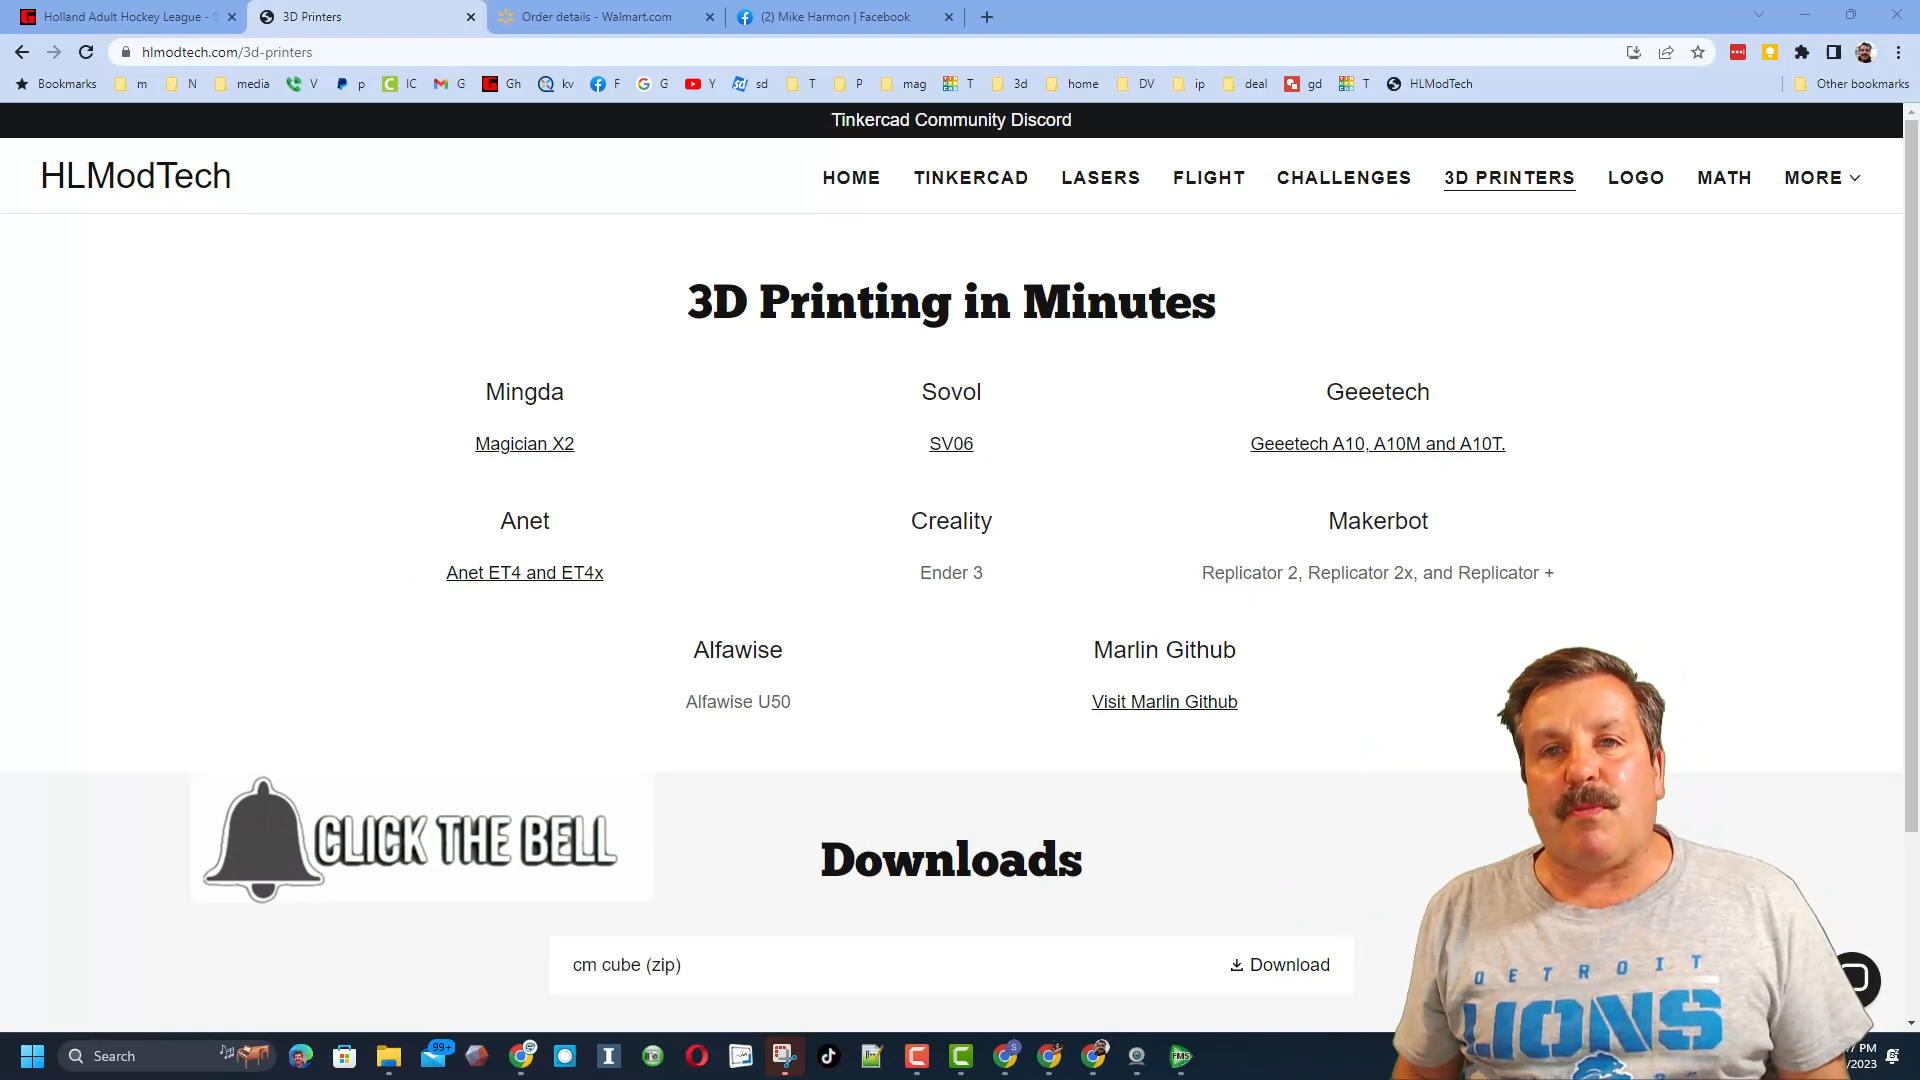 Holland Adult Hockey League - S
3D Printers
Order details - Walmart.com
(2) Mike Harmon | Facebook
hlmodtech.com/3d-printers
Bookmarks m N media V p IC G Gh kv F G Y sd T P mag T 3d home DV ip deal gd T HLModTech Other bookmarks
Tinkercad Community Discord
HLModTech
HOME TINKERCAD LASERS FLIGHT CHALLENGES 3D PRINTERS LOGO MATH MORE
3D Printing in Minutes
Mingda Sovol Geeetech
Magician X2 SV06 Geeetech A10, A10M and A10T.
Anet Creality Makerbot
Anet ET4 and ET4x Ender 3 Replicator 2, Replicator 2x, and Replicator +
Alfawise Marlin Github
Alfawise U50 Visit Marlin Github
CLICK THE BELL
Downloads
cm cube (zip) Download
DETROIT
LIONS
Search
99+
FMS
PM
/2023